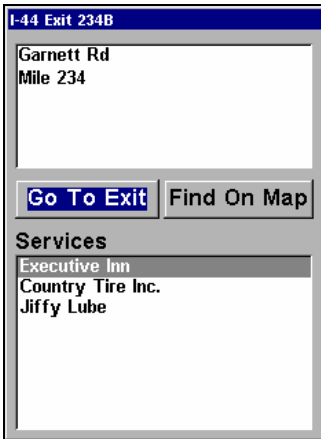 I-44 Exit 234B
Garnett Rd
Mile 234
Go To Exit Find On Map
Services
Executive Inn
Country Tire Inc.
Jiffy Lube